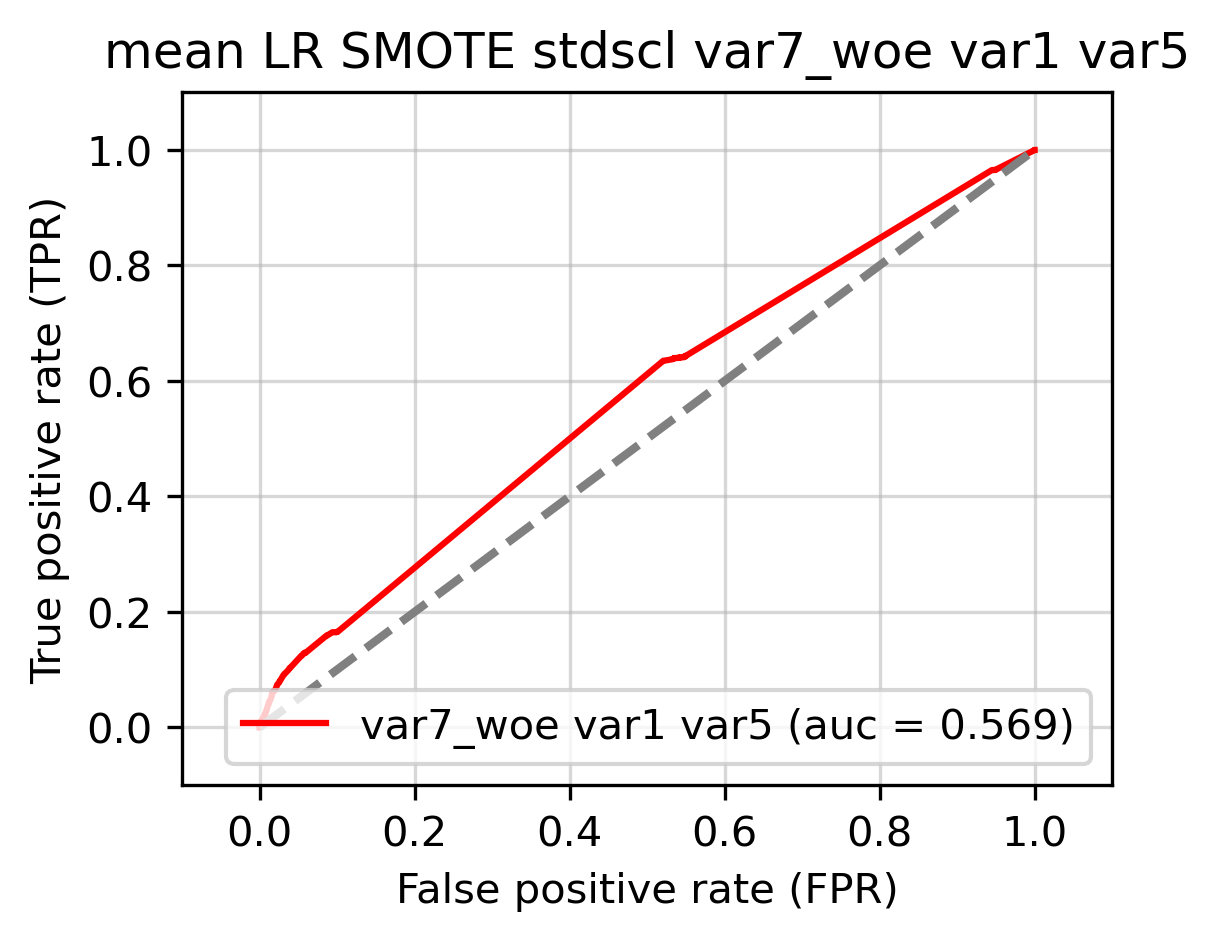 mean LR SMOTE stdscl var7_woe var1 var5
True positive rate (TPR)
1.0
0.8
0.6
0.4
0.2
0.0
var7_woe var1 var5 (auc = 0.569)
0.0 0.2 0.4 0.6 0.8 1.0
False positive rate (FPR)